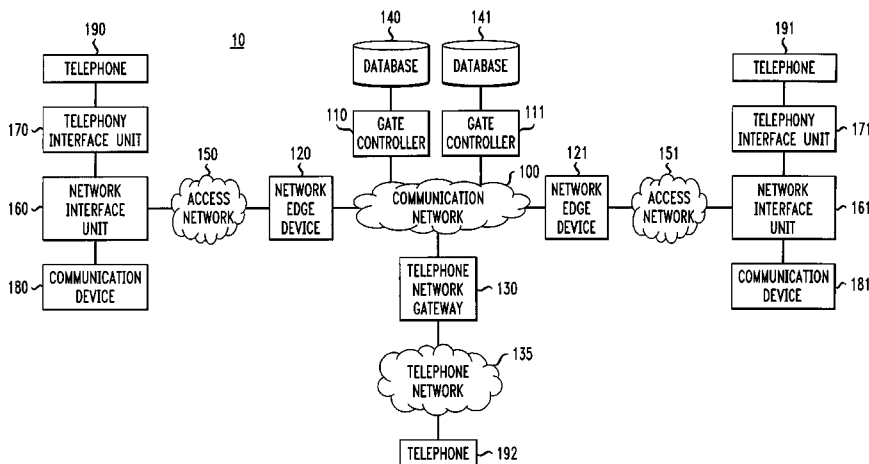 190
10
140
141
191
TELEPHONE
DATABASE
DATABASE
TELEPHONE
170
TELEPHONY
INTERFACE UNIT
110
GATE
CONTROLLER
GATE
CONTROLLER
111
TELEPHONY
INTERFACE UNIT
171
160
NETWORK
INTERFACE
UNIT
150
ACCESS
NETWORK
120
NETWORK
EDGE
DEVICE
100
COMMUNICATION
NETWORK
121
NETWORK
EDGE
DEVICE
151
ACCESS
NETWORK
NETWORK
INTERFACE
UNIT
161
180
COMMUNICATION
DEVICE
TELEPHONE
NETWORK
GATEWAY
130
COMMUNICATION
DEVICE
181
135
TELEPHONE
NETWORK
TELEPHONE
192